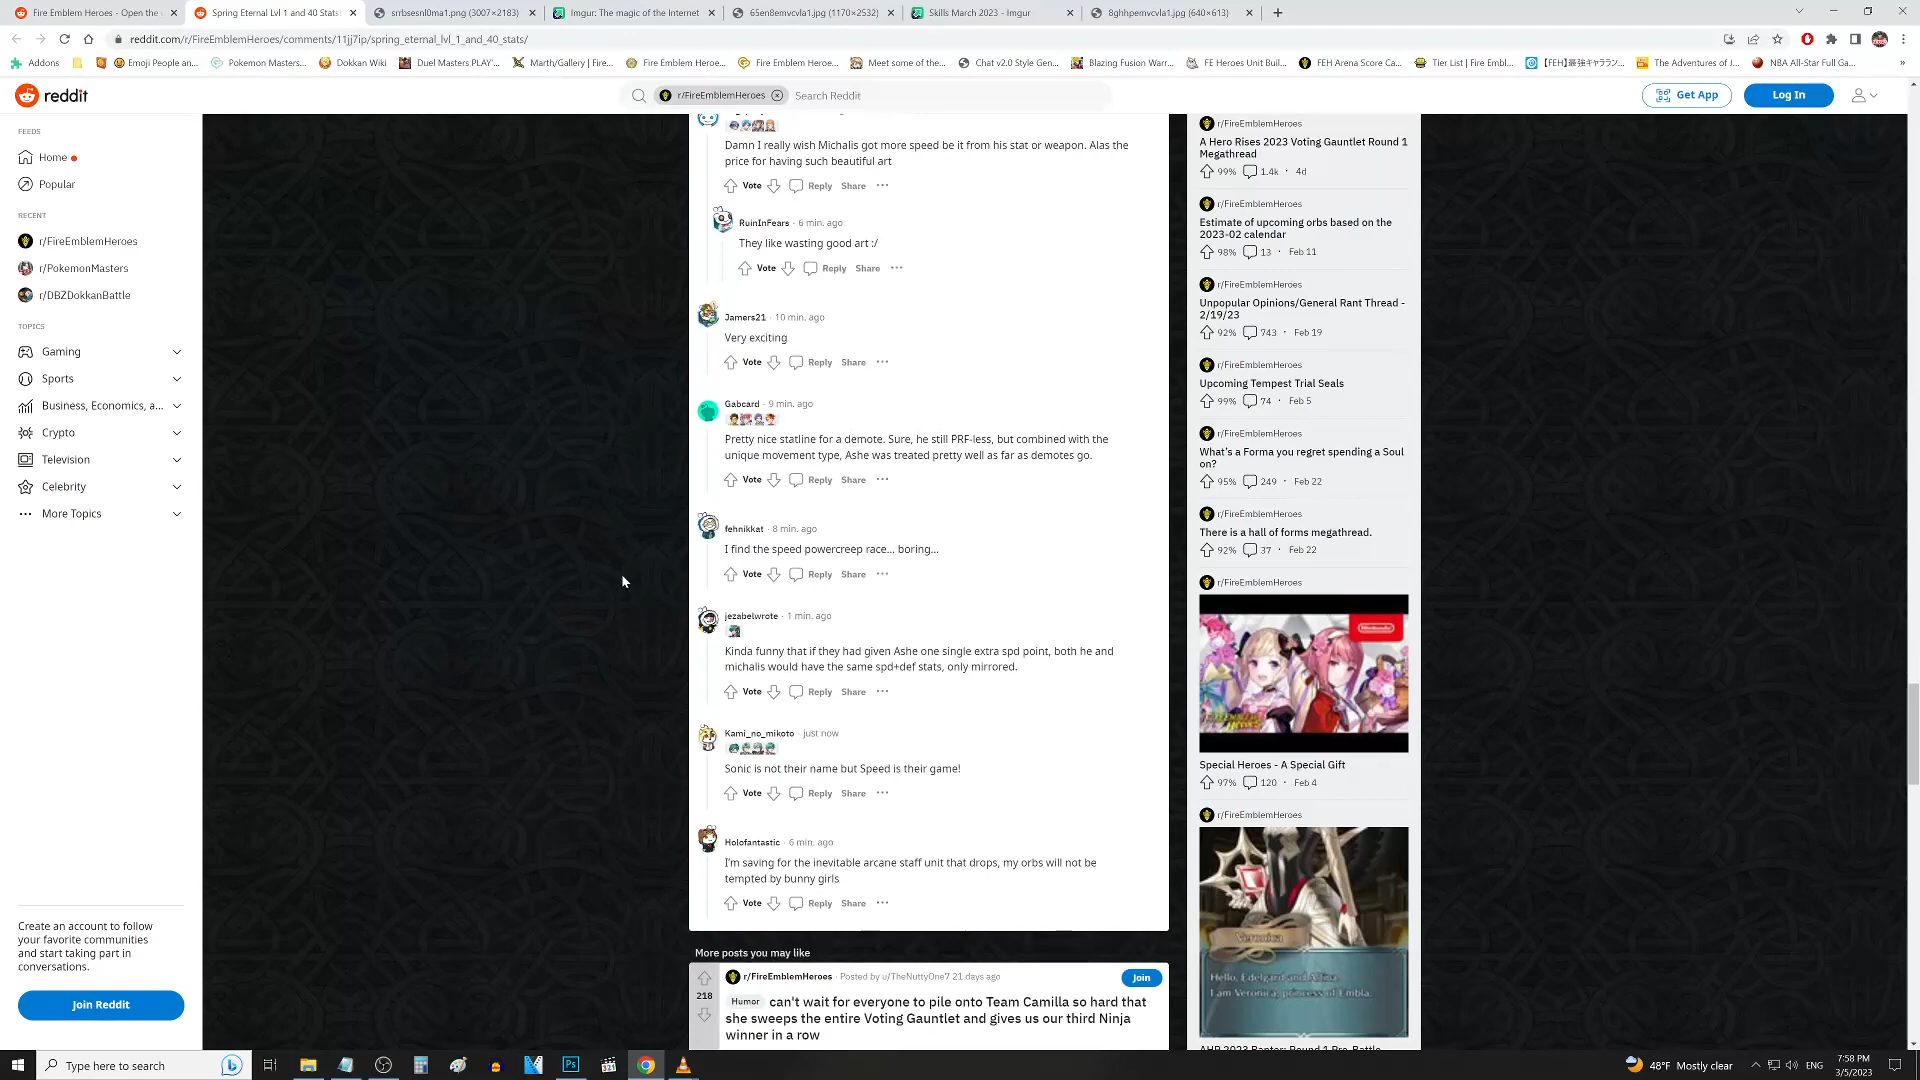 Fire Emblem Heroes - Open the
Spring Eternal Lvl 1 and 40 Stats
srrbsesnl0ma1.png (3007×2183)
Imgur: The magic of the Internet
65en8emvcvla1.jpg (1170×2532)
Skills March 2023 - Imgur
8ghhpemvcvla1.jpg (640×613)
reddit.com/r/FireEmblemHeroes/comments/11jj7ip/spring_eternal_lvl_1_and_40_stats/
Addons
Emoji People an...
Pokemon Masters...
Dokkan Wiki
Duel Masters PLAY'...
Marth/Gallery | Fire...
Fire Emblem Heroe...
Fire Emblem Heroe...
Meet some of the...
Chat v2.0 Style Gen...
Blazing Fusion Warr...
FE Heroes Unit Buil...
FEH Arena Score Ca...
Tier List | Fire Embl...
【FEH】最強キャララン...
The Adventures of J...
NBA All-Star Full Ga...
»
reddit
r/FireEmblemHeroes
Search Reddit
Get App
Log In
FEEDS
Home
Popular
RECENT
r/FireEmblemHeroes
r/PokemonMasters
r/DBZDokkanBattle
TOPICS
Gaming
Sports
Business, Economics, a...
Crypto
Television
Celebrity
More Topics
Create an account to follow
your favorite communities
and start taking part in
conversations.
Join Reddit
Damn I really wish Michalis got more speed be it from his stat or weapon. Alas the
price for having such beautiful art
Vote Reply Share ···
RuinInFears · 6 min. ago
They like wasting good art :/
Vote Reply Share ···
Jamers21 · 10 min. ago
Very exciting
Vote Reply Share ···
Gabcard · 9 min. ago
Pretty nice statline for a demote. Sure, he still PRF-less, but combined with the
unique movement type, Ashe was treated pretty well as far as demotes go.
Vote Reply Share ···
fehnikkat · 8 min. ago
I find the speed powercreep race... boring...
Vote Reply Share ···
jezabelwrote · 1 min. ago
Kinda funny that if they had given Ashe one single extra spd point, both he and
michalis would have the same spd+def stats, only mirrored.
Vote Reply Share ···
Kami_no_mikoto · just now
Sonic is not their name but Speed is their game!
Vote Reply Share ···
Holofantastic · 6 min. ago
I'm saving for the inevitable arcane staff unit that drops, my orbs will not be
tempted by bunny girls
Vote Reply Share ···
More posts you may like
r/FireEmblemHeroes · Posted by u/TheNuttyOne7 21 days ago
Join
218
Humor can't wait for everyone to pile onto Team Camilla so hard that
she sweeps the entire Voting Gauntlet and gives us our third Ninja
winner in a row
r/FireEmblemHeroes
A Hero Rises 2023 Voting Gauntlet Round 1
Megathread
99% 1.4k · 4d
r/FireEmblemHeroes
Estimate of upcoming orbs based on the
2023-02 calendar
98% 13 · Feb 11
r/FireEmblemHeroes
Unpopular Opinions/General Rant Thread -
2/19/23
92% 743 · Feb 19
r/FireEmblemHeroes
Upcoming Tempest Trial Seals
99% 74 · Feb 5
r/FireEmblemHeroes
What's a Forma you regret spending a Soul
on?
95% 249 · Feb 22
r/FireEmblemHeroes
There is a hall of forms megathread.
92% 37 · Feb 22
r/FireEmblemHeroes
Nintendo
Special Heroes - A Special Gift
97% 120 · Feb 4
r/FireEmblemHeroes
Veronica
Hello, Edelgard and
I am Veronica, princess of Embla.
Type here to search
48°F Mostly clear
ENG
7:58 PM
3/5/2023